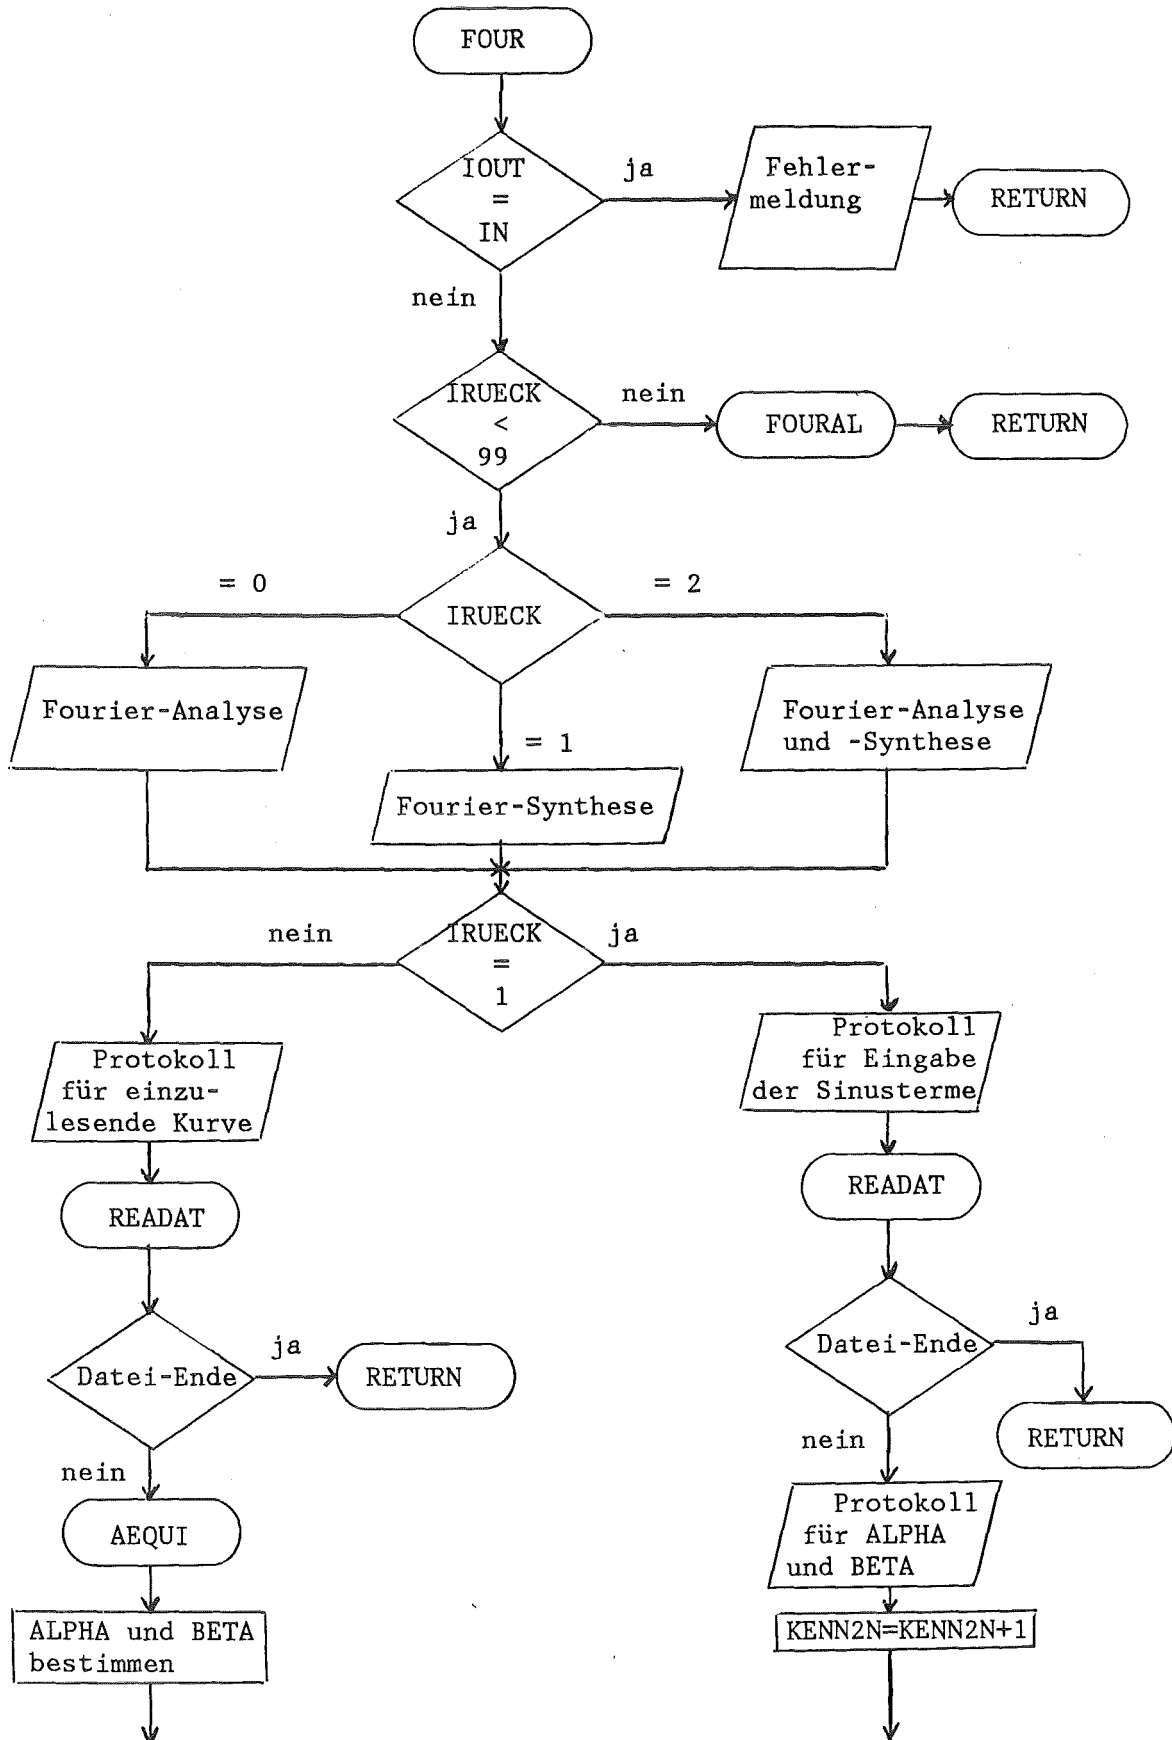 FOUR
IOUT
=
IN
ja
Fehler-
meldung
RETURN
nein
IRUECK
<
99
nein
FOURAL
RETURN
ja
= 0
IRUECK
= 2
Fourier-Analyse
= 1
Fourier-Analyse
und -Synthese
Fourier-Synthese
nein
IRUECK
=
1
ja
Protokoll
für einzu-
lesende Kurve
READAT
Datei-Ende
ja
RETURN
nein
AEQUI
ALPHA und BETA
bestimmen
Protokoll
für Eingabe
der Sinusterme
READAT
Datei-Ende
ja
RETURN
nein
Protokoll
für ALPHA
und BETA
KENN2N=KENN2N+1